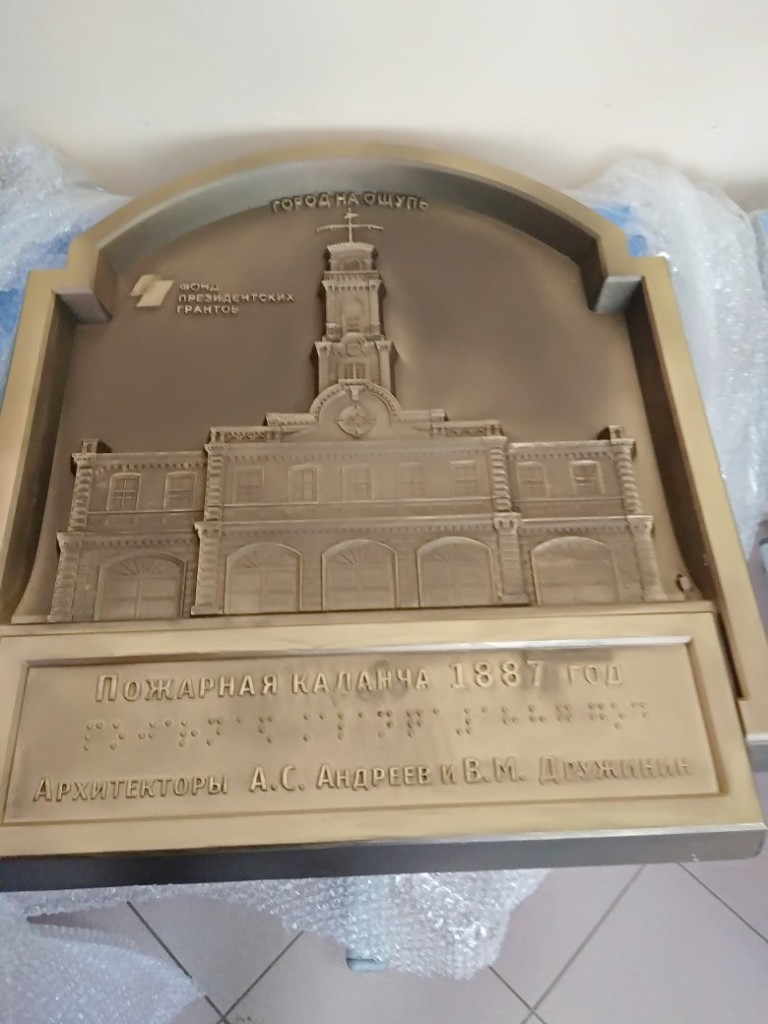 ГОРОД НА ОЩУПЬ
ФОНД
ПРЕЗИДЕНТСКИХ
ГРАНТОВ
ПОЖАРНАЯ КАЛАНЧА 1887 ГОД
АРХИТЕКТОРЫ А.С. АНДРЕЕВ И В.М. ДРУЖИНИН